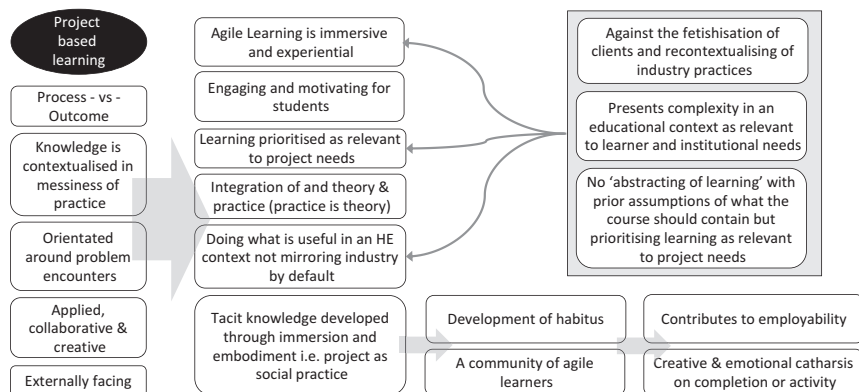 Project
based
learning
Process - vs -
Outcome
Knowledge is
contextualised in
messiness of
practice
Orientated
around problem
encounters
Applied,
collaborative &
creative
Externally facing
Agile Learning is immersive
and experiential
Engaging and motivating for
students
Learning prioritised as relevant
to project needs
Integration of and theory &
practice (practice is theory)
Doing what is useful in an HE
context not mirroring industry
by default
Tacit knowledge developed
through immersion and
embodiment i.e. project as
social practice
Against the fetishisation of
clients and recontextualising of
industry practices
Presents complexity in an
educational context as relevant
to learner and institutional needs
No ‘abstracting of learning’ with
prior assumptions of what the
course should contain but
prioritising learning as relevant
to project needs
Development of habitus
A community of agile
learners
Contributes to employability
Creative & emotional catharsis
on completion or activity